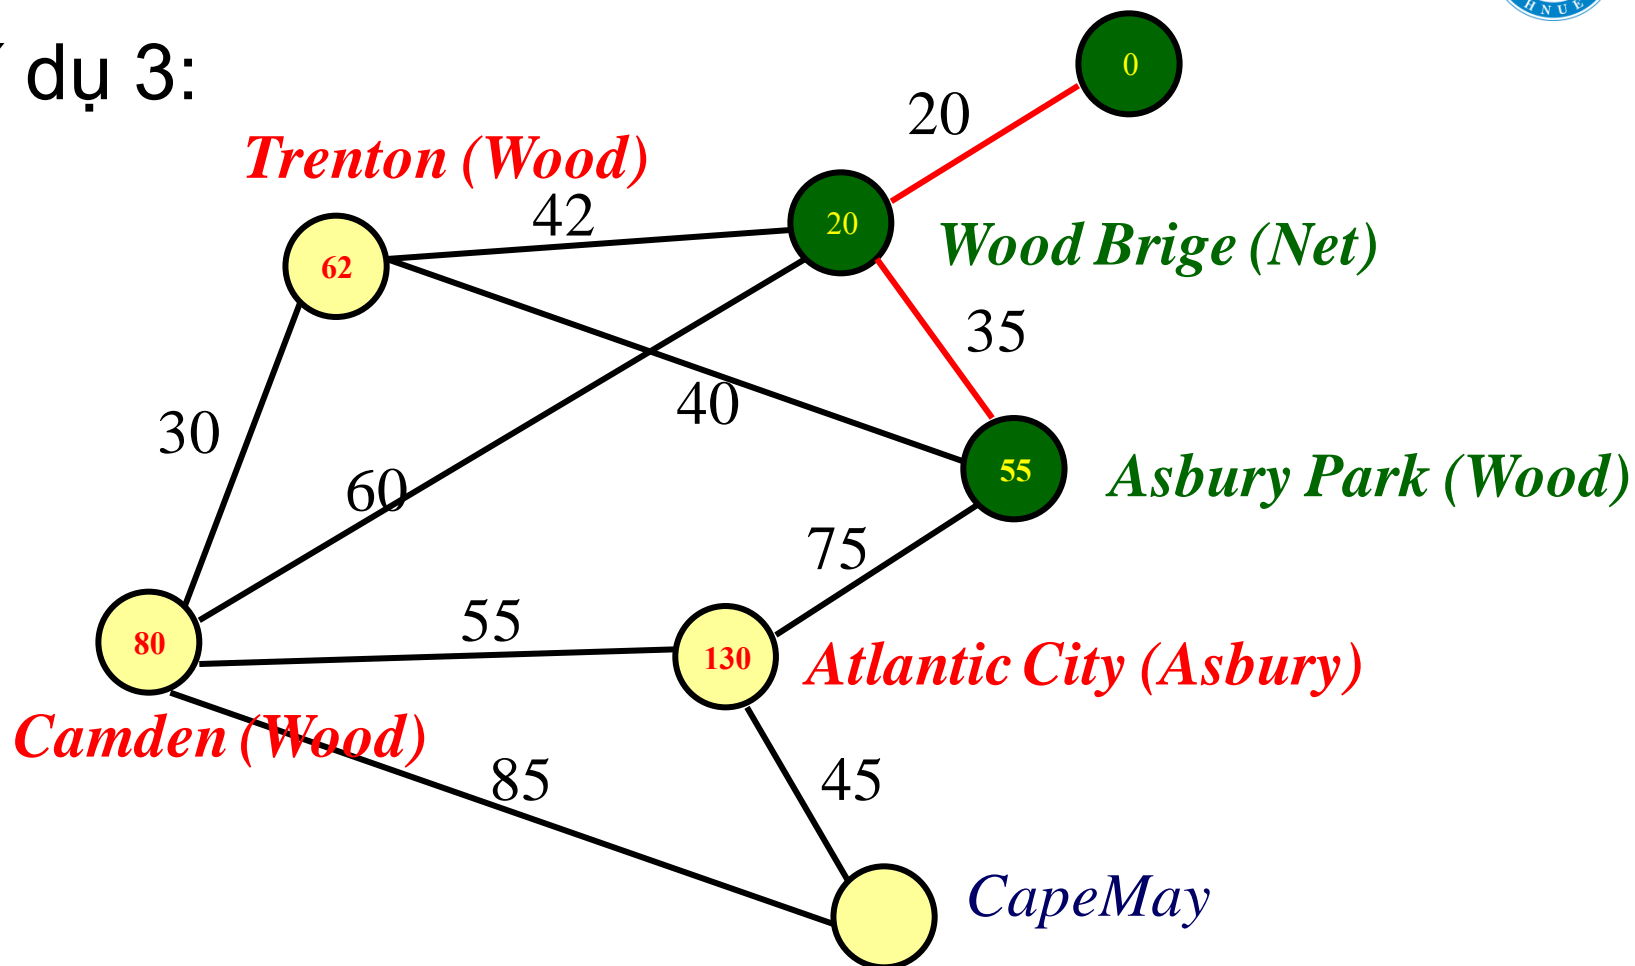 HNUE
dụ 3:
0
20
Trenton (Wood)
42
20
Wood Brige (Net)
62
35
40
30
60
55
Asbury Park (Wood)
75
55
80
130
Atlantic City (Asbury)
Camden (Wood)
85
45
CapeMay